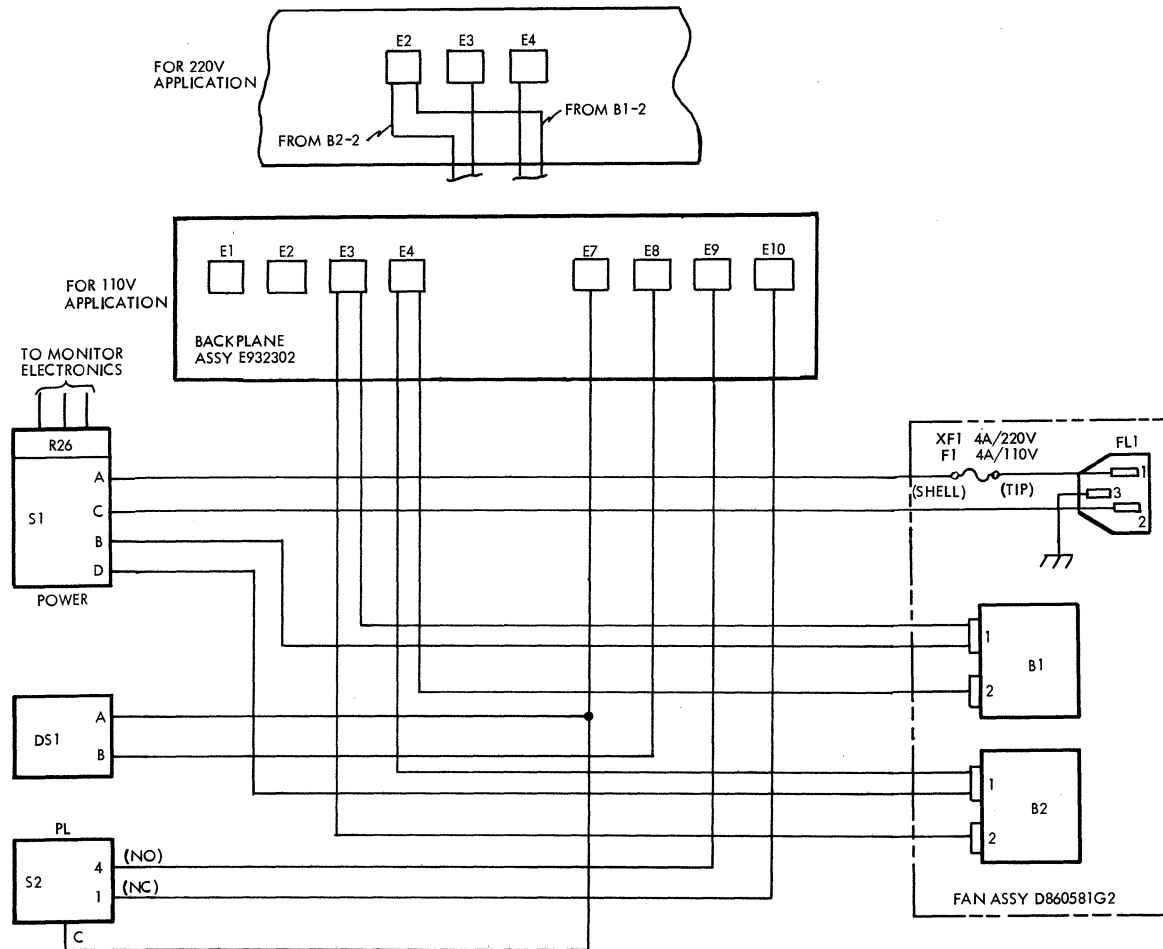 E2 E3 E4
FOR 220V
APPLICATION
FROM B1-2
FROM B2-2
E1 E2 E3 E4 E7 E8 E9 E10
FOR 110V
APPLICATION
BACKPLANE
ASSY E932302
TO MONITOR
ELECTRONICS
R26
S1
A
C
B
D
POWER
XF1 4A/220V
F1 4A/110V
FL1
(SHELL) (TIP)
1
3
2
1
B1
2
DS1
A
B
1
B2
2
PL
S2
4 (NO)
1 (NC)
C
FAN ASSY D860581G2